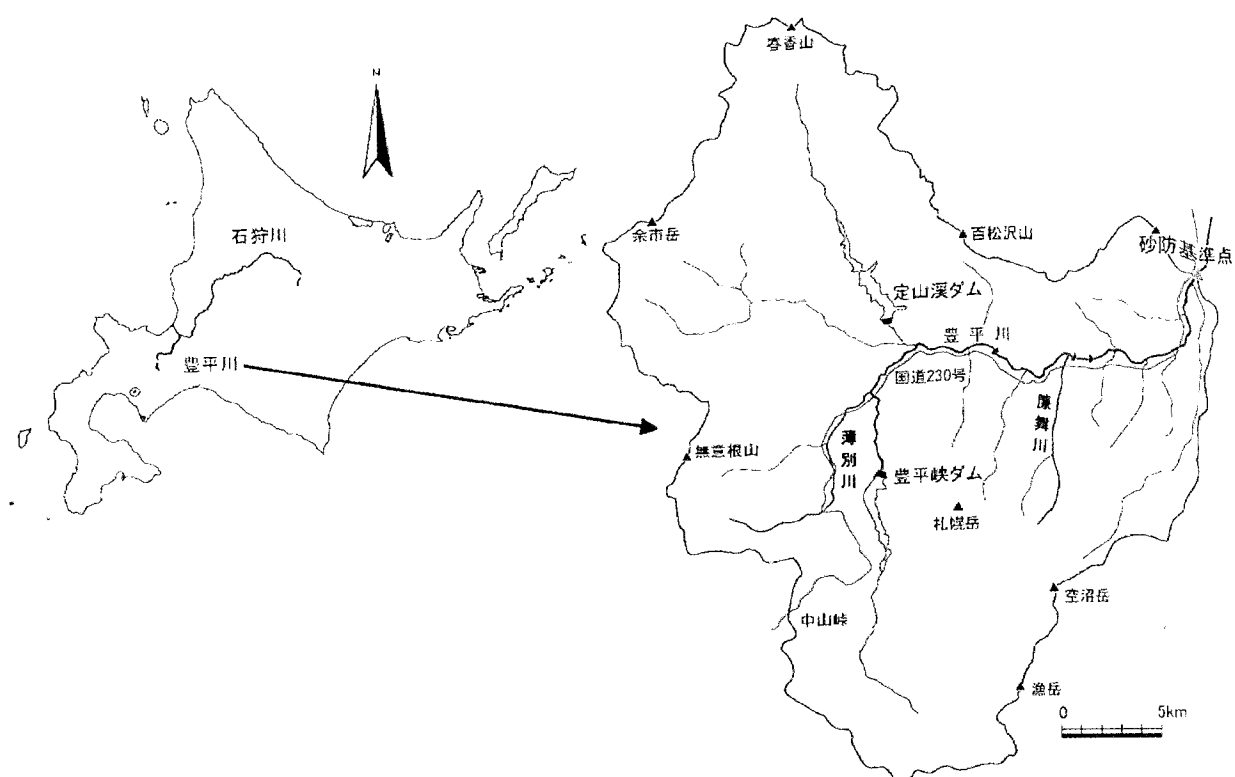 N
石狩川
豊平川
春香山
余市岳
百松沢山
砂防基準点
定山渓ダム
豊平川
国道230号
薄別川
簾舞川
無意根山
豊平峡ダム
札幌岳
空沼岳
中山峠
漁岳
0 5km